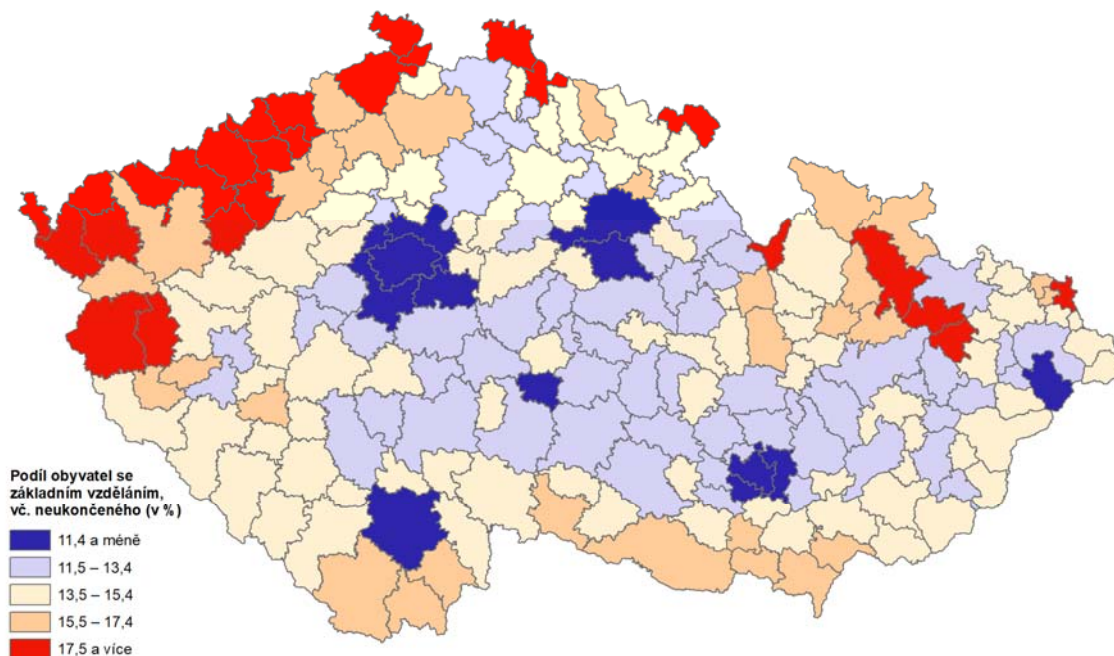 Podíl obyvatel se
základním vzděláním,
vč. neukončeného (v %)
11,4 a méně
11,5 – 13,4
13,5 – 15,4
15,5 – 17,4
17,5 a více